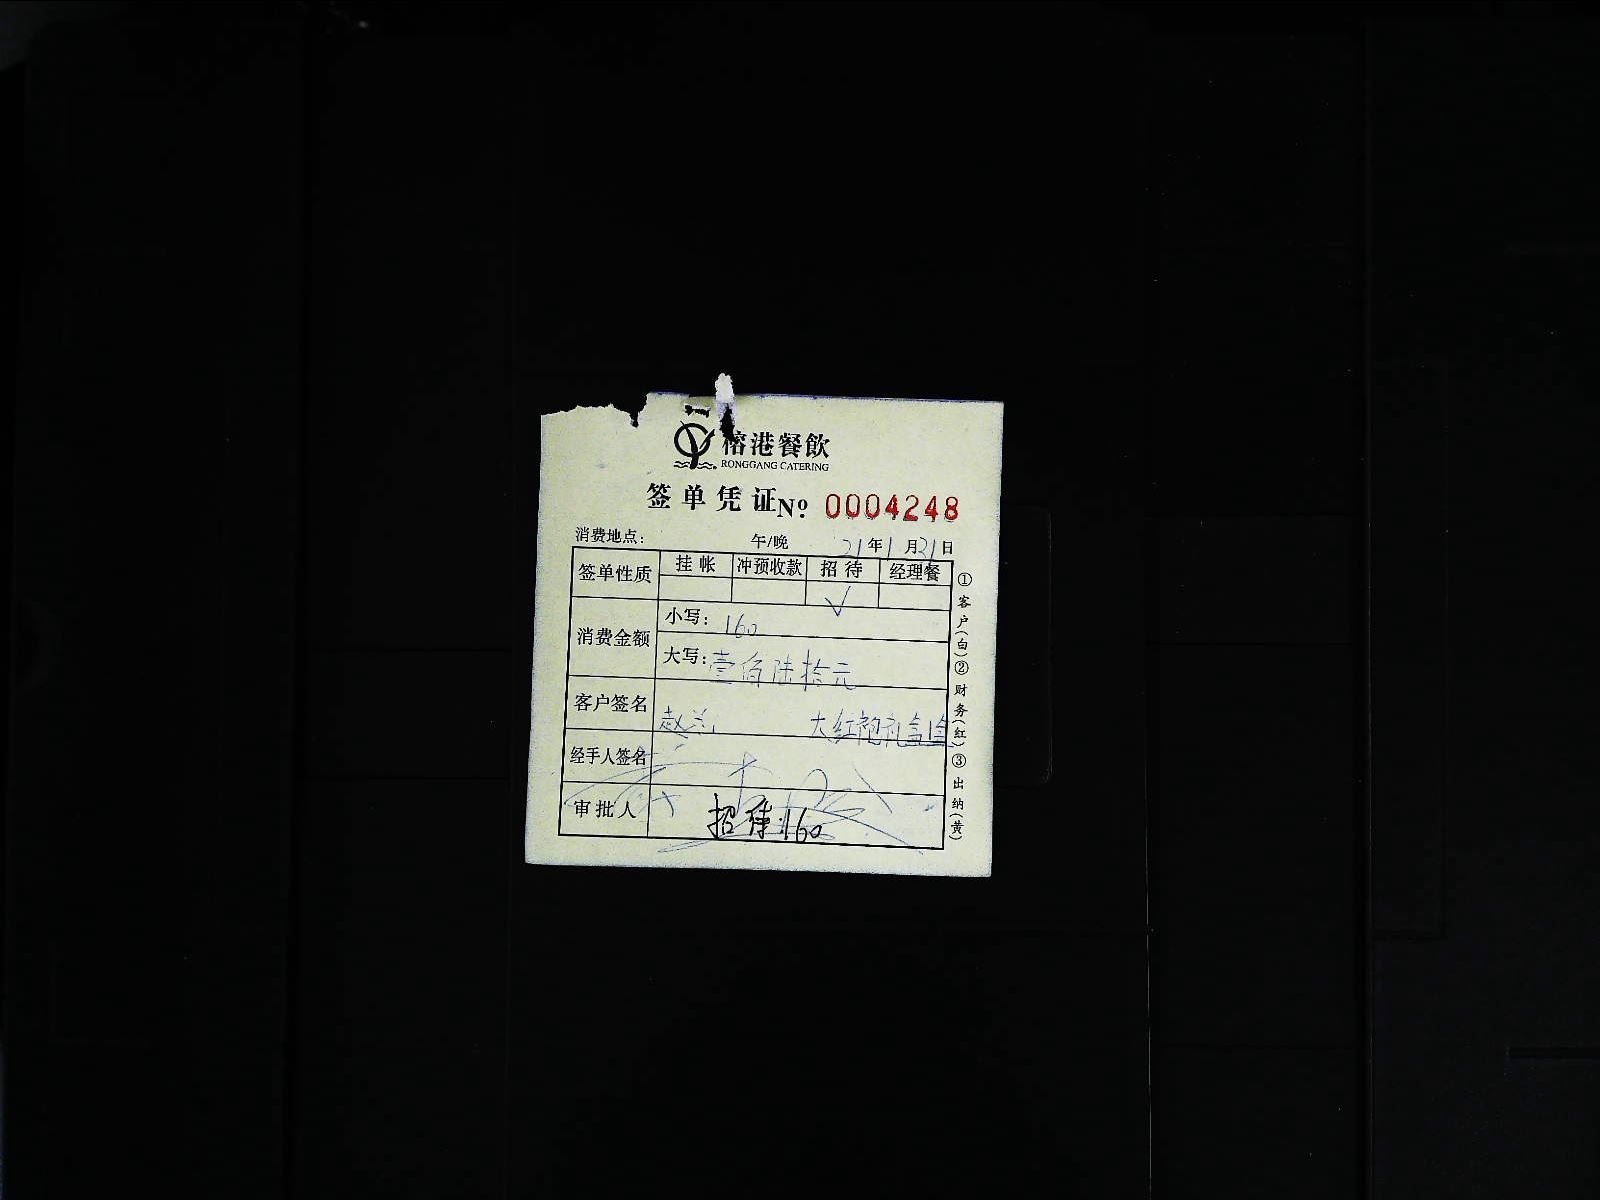 榕港餐飲
RONGGANG CATERING
签单凭证 No 0004248
消费地点: 午/晚 21年1月31日
签单性质 挂帐 冲预收款 招待 经理餐
√
消费金额 小写: 160
大写: 壹佰陆拾元
客户签名 赵 大红袍礼盒
经手人签名
审批人 招待:160
①客户(白)②财务(红)③出纳(黄)